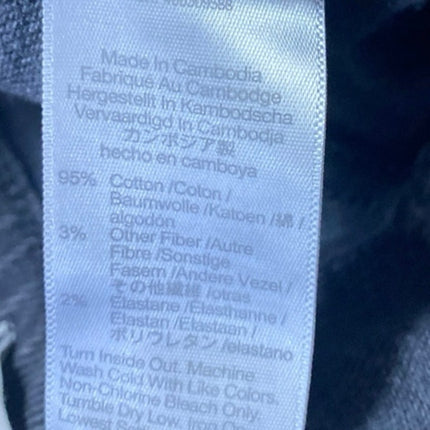 Made In Cambodia
Fabriqué Au Cambodge
Hergestellt In Kambodscha
Vervaardigd In Cambodja
カンボジア製
hecho en camboya
95% Cotton /Coton /
Baumwolle /Katoen /綿 /
algodón
3% Other Fiber /Autre
Fibre /Sonstige
Fasern /Andere Vezel /
その他繊維 /otras
2% Elastane /Elasthanne /
Elastan /Elastaan /
ポリウレタン /elastano
Turn Inside Out. Machine
Wash Cold With Like Colors.
Non-Chlorine Bleach Only.
Tumble Dry Low. Iron On
Lowest